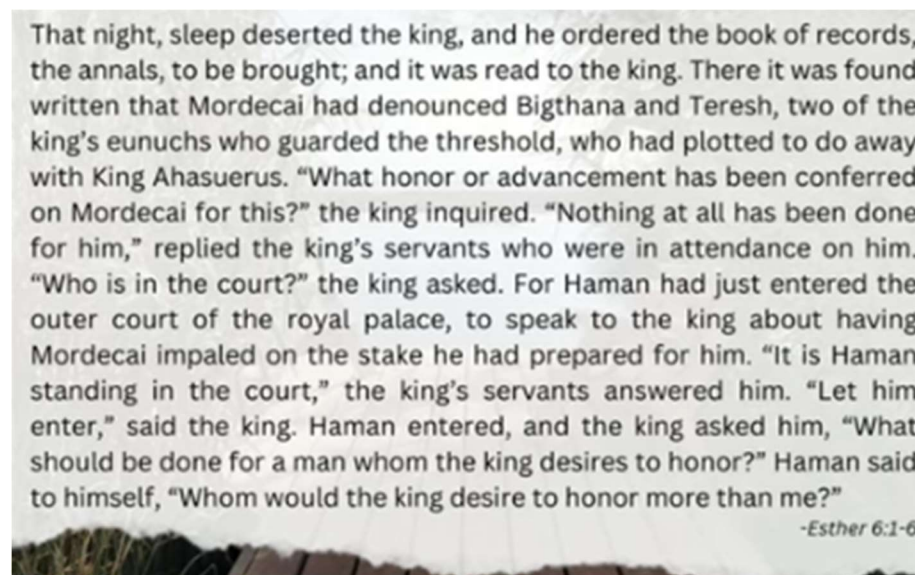 That night, sleep deserted the king, and he ordered the book of records,
the annals, to be brought; and it was read to the king. There it was found
written that Mordecai had denounced Bigthana and Teresh, two of the
king’s eunuchs who guarded the threshold, who had plotted to do away
with King Ahasuerus. “What honor or advancement has been conferred
on Mordecai for this?” the king inquired. “Nothing at all has been done
for him,” replied the king’s servants who were in attendance on him.
“Who is in the court?” the king asked. For Haman had just entered the
outer court of the royal palace, to speak to the king about having
Mordecai impaled on the stake he had prepared for him. “It is Haman
standing in the court,” the king’s servants answered him. “Let him
enter,” said the king. Haman entered, and the king asked him, “What
should be done for a man whom the king desires to honor?” Haman said
to himself, “Whom would the king desire to honor more than me?”
-Esther 6:1-6